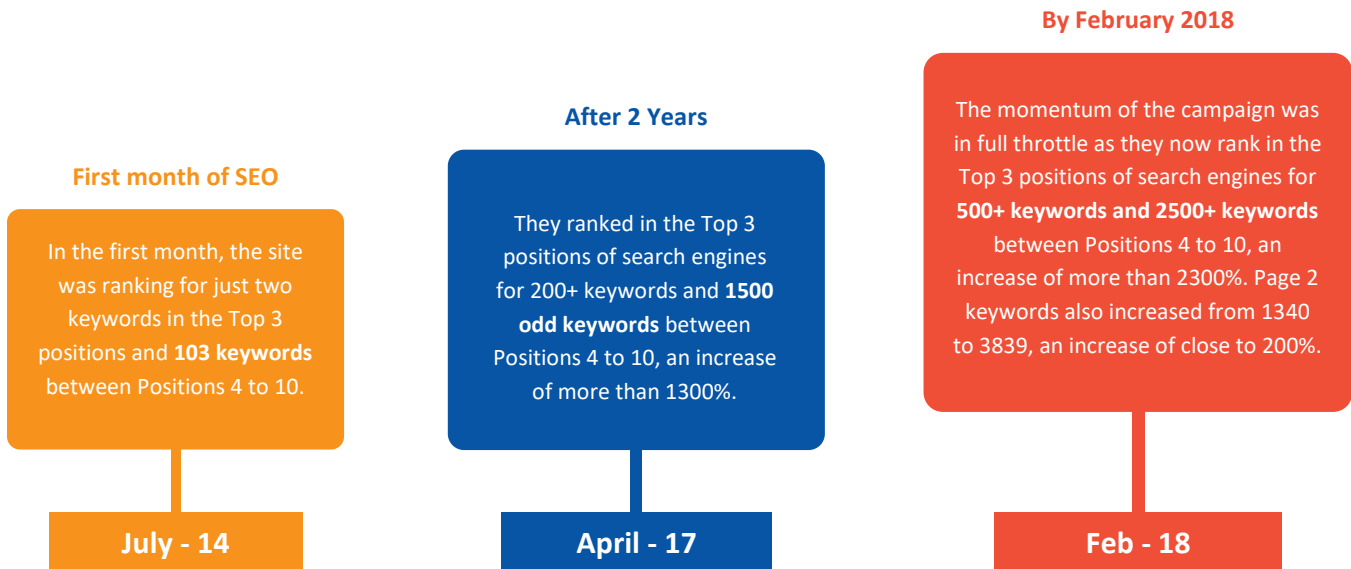 First month of SEO
In the first month, the site
was ranking for just two
keywords in the Top 3
positions and 103 keywords
between Positions 4 to 10.
July - 14
After 2 Years
They ranked in the Top 3
positions of search engines
for 200+ keywords and 1500
odd keywords between
Positions 4 to 10, an increase
of more than 1300%.
April - 17
By February 2018
The momentum of the campaign was
in full throttle as they now rank in the
Top 3 positions of search engines for
500+ keywords and 2500+ keywords
between Positions 4 to 10, an
increase of more than 2300%. Page 2
keywords also increased from 1340
to 3839, an increase of close to 200%.
Feb - 18